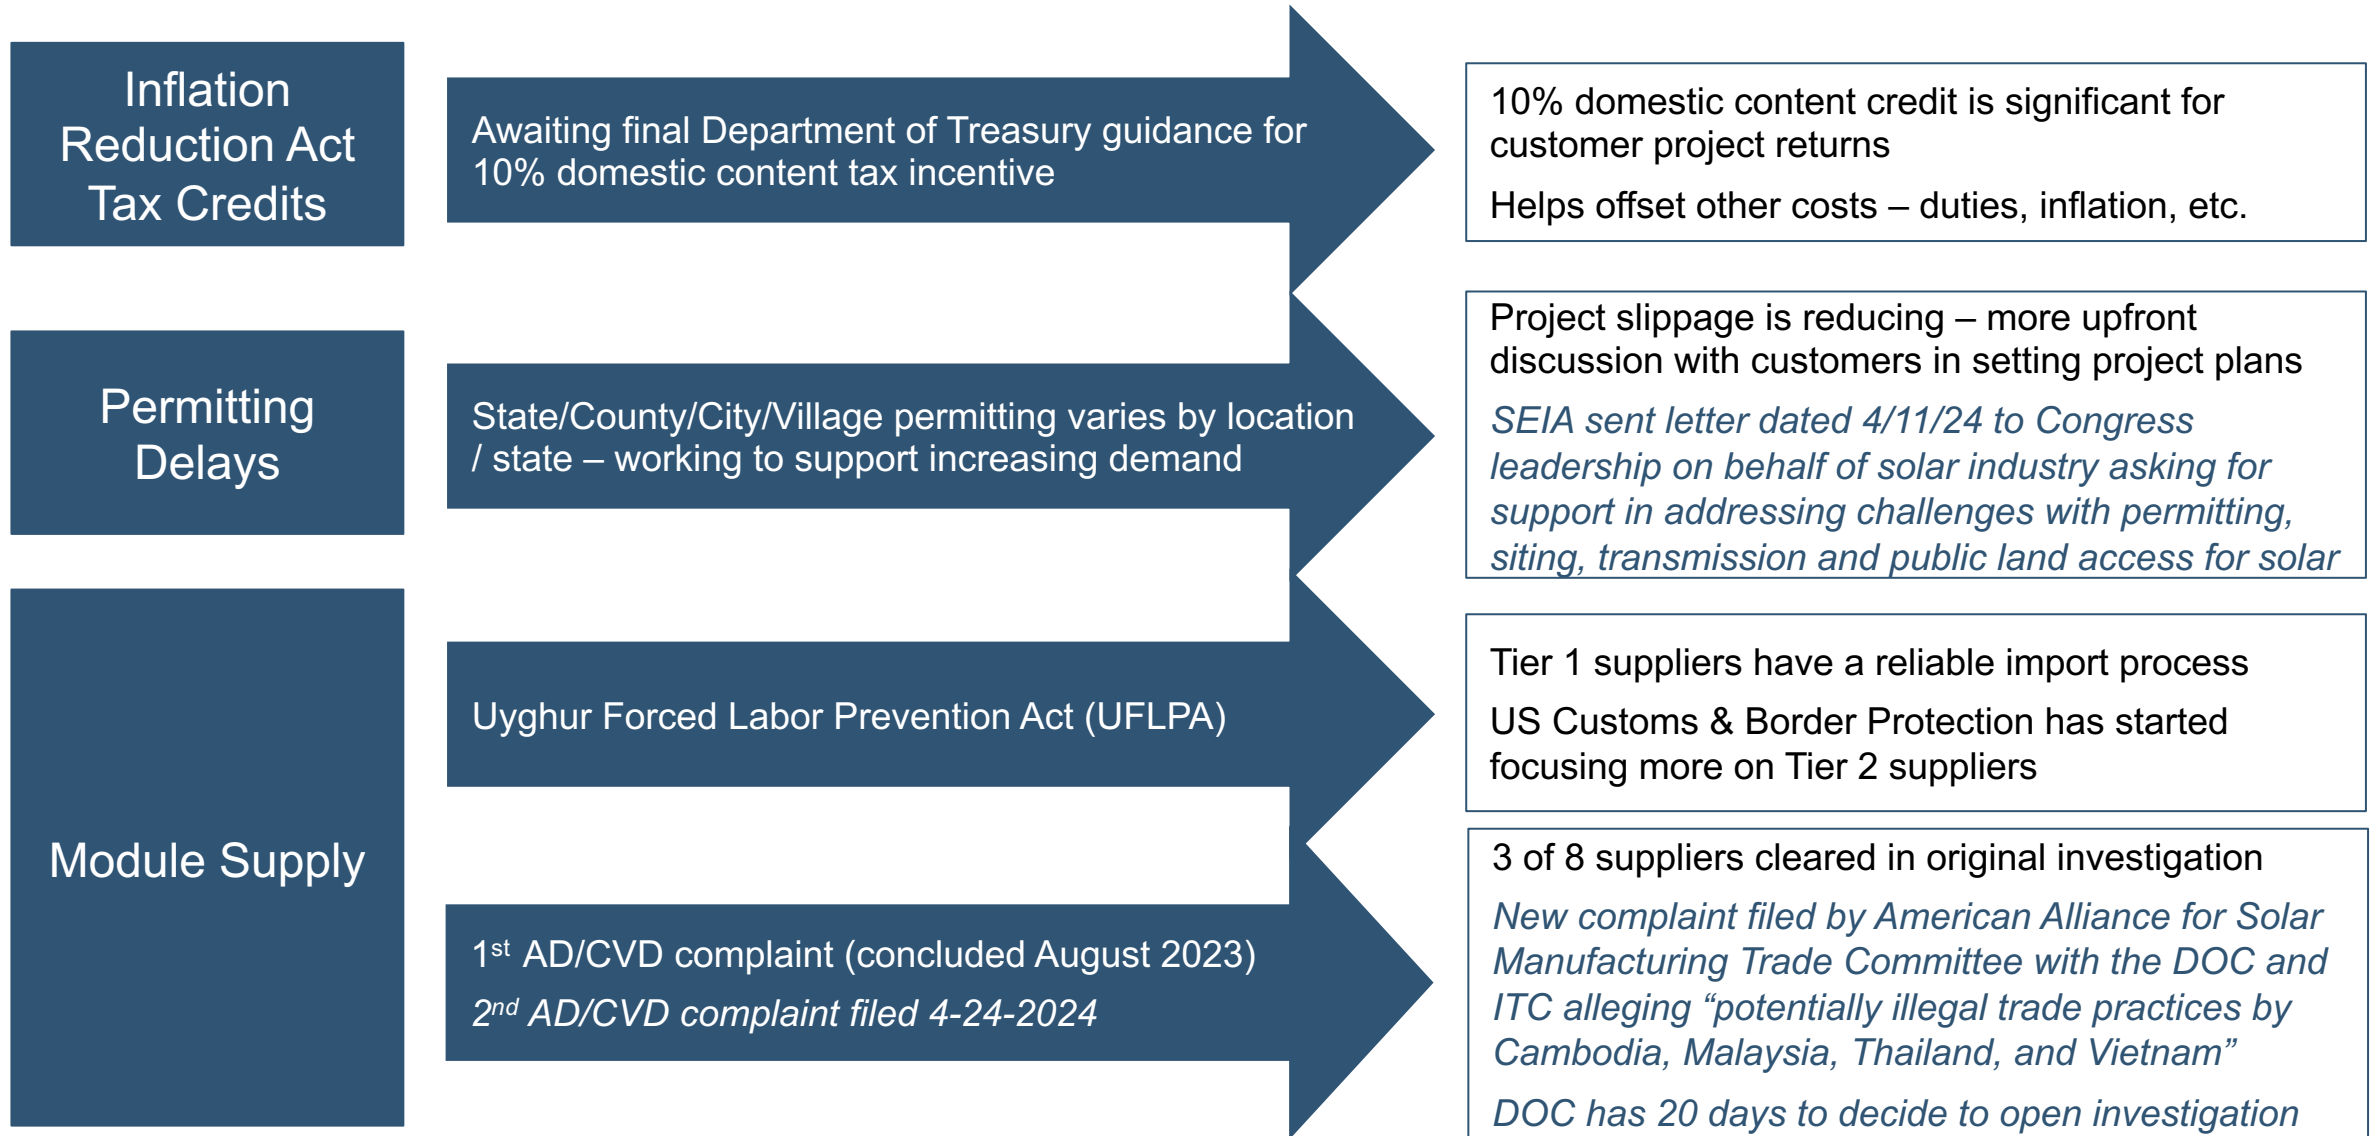 Inflation
Reduction Act
Tax Credits
Awaiting final Department of Treasury guidance for
10% domestic content tax incentive
10% domestic content credit is significant for
customer project returns
Helps offset other costs – duties, inflation, etc.
Permitting
Delays
State/County/City/Village permitting varies by location
/ state – working to support increasing demand
Project slippage is reducing – more upfront
discussion with customers in setting project plans
SEIA sent letter dated 4/11/24 to Congress
leadership on behalf of solar industry asking for
support in addressing challenges with permitting,
siting, transmission and public land access for solar
Module Supply
Uyghur Forced Labor Prevention Act (UFLPA)
Tier 1 suppliers have a reliable import process
US Customs & Border Protection has started
focusing more on Tier 2 suppliers
1st AD/CVD complaint (concluded August 2023)
2nd AD/CVD complaint filed 4-24-2024
3 of 8 suppliers cleared in original investigation
New complaint filed by American Alliance for Solar
Manufacturing Trade Committee with the DOC and
ITC alleging “potentially illegal trade practices by
Cambodia, Malaysia, Thailand, and Vietnam”
DOC has 20 days to decide to open investigation